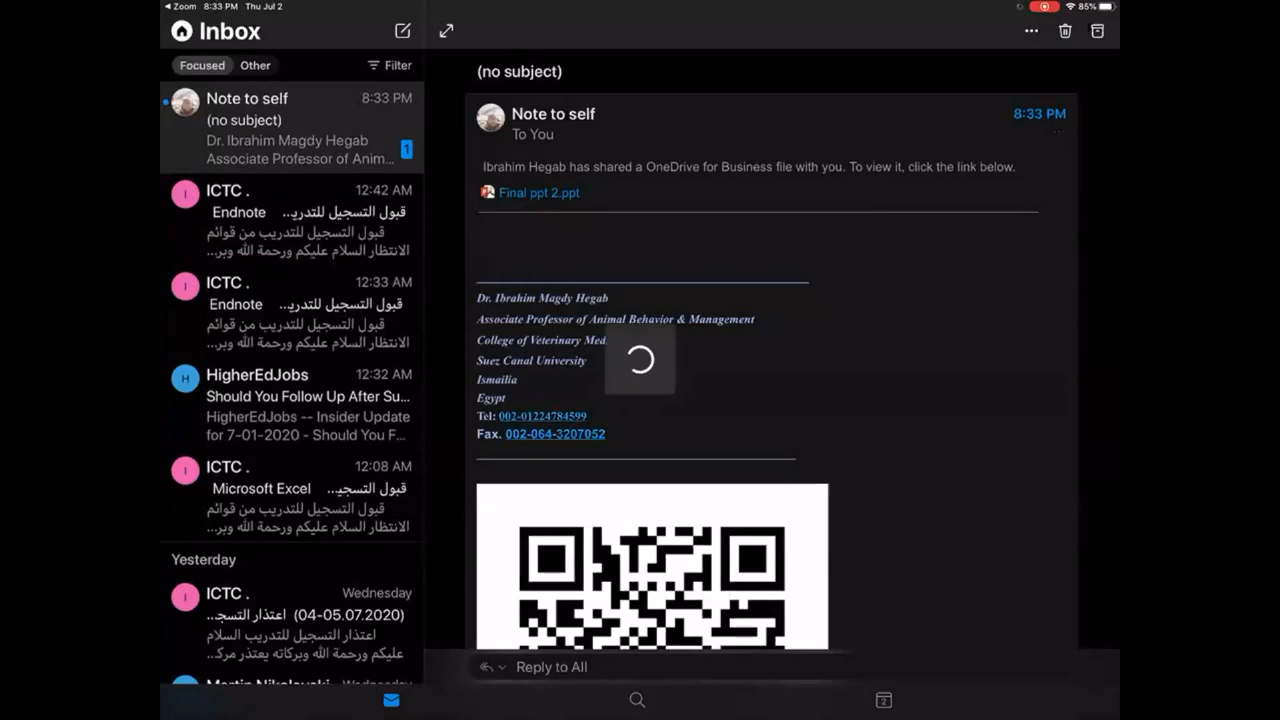 Zoom 8:33 PM Thu Jul 2
85%
Inbox
Focused Other Filter
Note to self 8:33 PM
(no subject)
Dr. Ibrahim Magdy Hegab
Associate Professor of Anim...
1
ICTC . 12:42 AM
Endnote قبول التسجيل للتدريـ...
قبول التسجيل للتدريب من قوائم
الانتظار السلام عليكم ورحمة الله وبر...
ICTC . 12:33 AM
Endnote قبول التسجيل للتدريـ...
قبول التسجيل للتدريب من قوائم
الانتظار السلام عليكم ورحمة الله وبر...
HigherEdJobs 12:32 AM
Should You Follow Up After Su...
HigherEdJobs -- Insider Update
for 7-01-2020 - Should You F...
ICTC . 12:08 AM
Microsoft Excel قبول التسجيـ...
قبول التسجيل للتدريب من قوائم
الانتظار السلام عليكم ورحمة الله وبر...
Yesterday
ICTC . Wednesday
(04-05.07.2020) اعتذار التسجـ...
اعتذار التسجيل للتدريب السلام
عليكم ورحمة الله وبركاته يعتذر مركـ...
Martin Nikolovski Wednesday
(no subject)
Note to self 8:33 PM
To You
Ibrahim Hegab has shared a OneDrive for Business file with you. To view it, click the link below.
Final ppt 2.ppt
Dr. Ibrahim Magdy Hegab
Associate Professor of Animal Behavior & Management
College of Veterinary Med
Suez Canal University
Ismailia
Egypt
Tel: 002-01224784599
Fax. 002-064-3207052
Reply to All
2